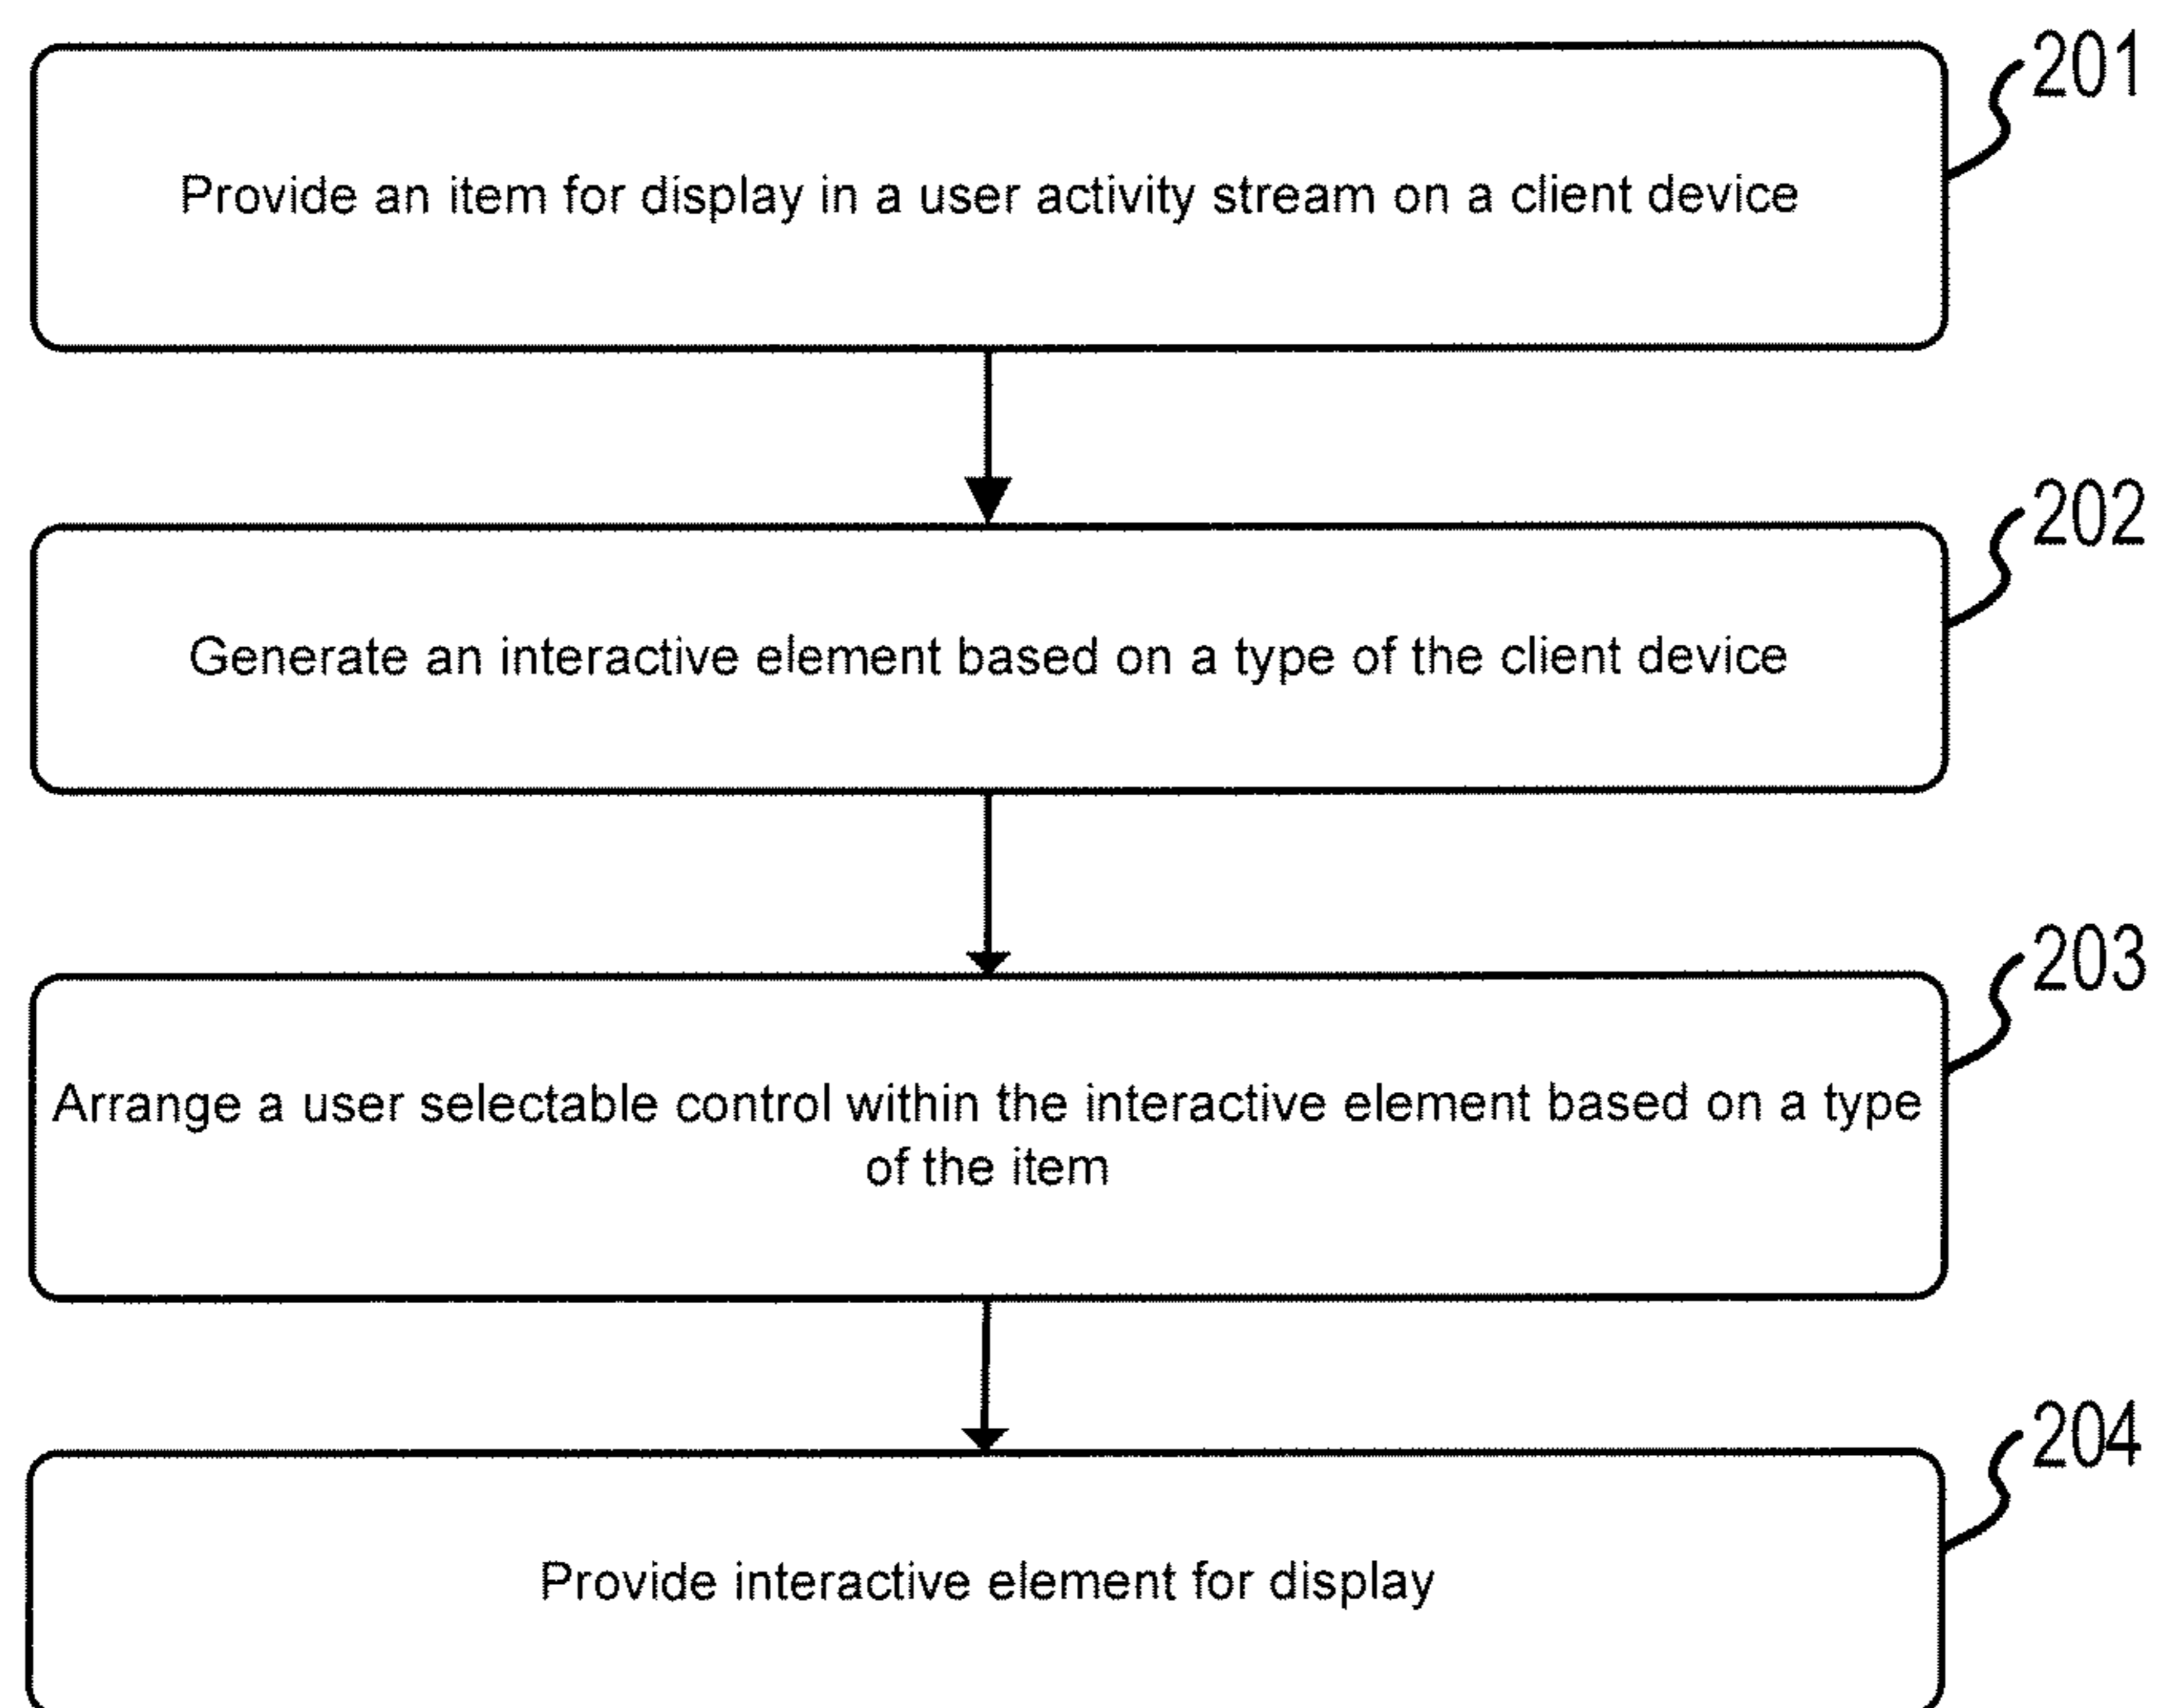 201
Provide an item for display in a user activity stream on a client device
202
Generate an interactive element based on a type of the client device
203
Arrange a user selectable control within the interactive element based on a type
of the item
204
Provide interactive element for display